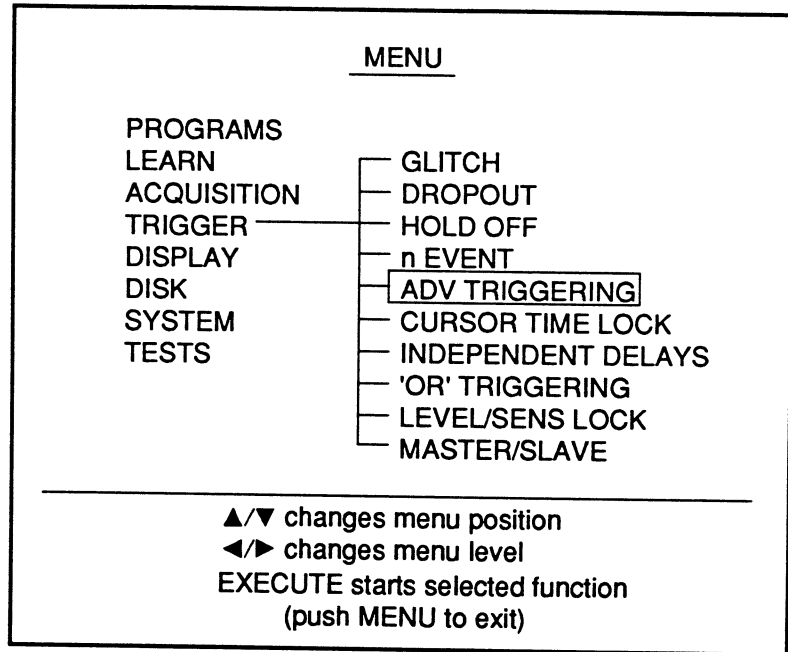 MENU
PROGRAMS
LEARN
ACQUISITION
TRIGGER
DISPLAY
DISK
SYSTEM
TESTS
GLITCH
DROPOUT
HOLD OFF
n EVENT
ADV TRIGGERING
CURSOR TIME LOCK
INDEPENDENT DELAYS
'OR' TRIGGERING
LEVEL/SENS LOCK
MASTER/SLAVE
▲/▼ changes menu position
◄/► changes menu level
EXECUTE starts selected function
(push MENU to exit)